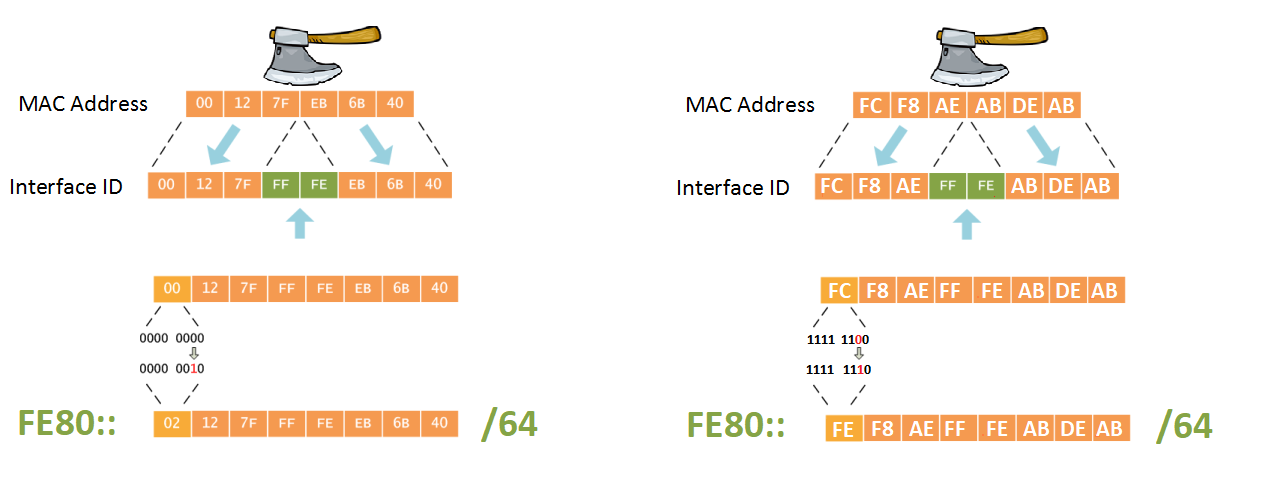 MAC Address 00 12 7F EB 6B 40
Interface ID 00 12 7F FF FE EB 6B 40
00 12 7F FF FE EB 6B 40
0000 0000
0000 0010
FE80:: 02 12 7F FF FE EB 6B 40 /64
MAC Address FC F8 AE AB DE AB
Interface ID FC F8 AE FF FE AB DE AB
FC F8 AE FF FE AB DE AB
1111 1100
1111 1110
FE80:: FE F8 AE FF FE AB DE AB /64